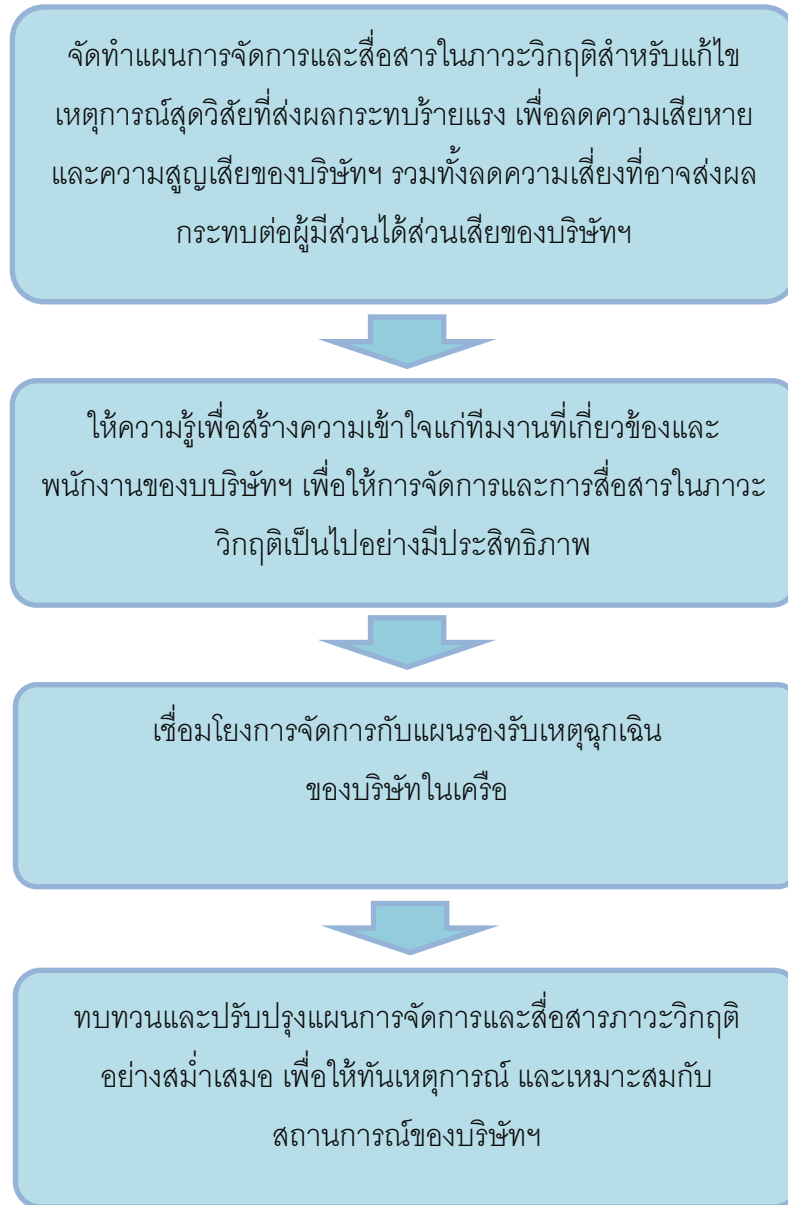 จัดทำแผนการจัดการและสื่อสารในภาวะวิกฤติสำหรับแก้ไข
เหตุการณ์สุดวิสัยที่ส่งผลกระทบร้ายแรง เพื่อลดความเสียหาย
และความสูญเสียของบริษัทฯ รวมทั้งลดความเสี่ยงที่อาจส่งผล
กระทบต่อผู้มีส่วนได้ส่วนเสียของบริษัทฯ
ให้ความรู้เพื่อสร้างความเข้าใจแก่ทีมงานที่เกี่ยวข้องและ
พนักงานของบบริษัทฯ เพื่อให้การจัดการและการสื่อสารในภาวะ
วิกฤติเป็นไปอย่างมีประสิทธิภาพ
เชื่อมโยงการจัดการกับแผนรองรับเหตุฉุกเฉิน
ของบริษัทในเครือ
ทบทวนและปรับปรุงแผนการจัดการและสื่อสารภาวะวิกฤติ
อย่างสม่ำเสมอ เพื่อให้ทันเหตุการณ์ และเหมาะสมกับ
สถานการณ์ของบริษัทฯ